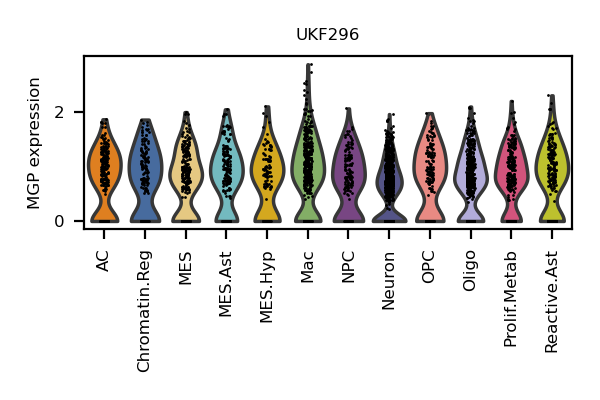 UKF296
MGP expression
2
0
AC
Chromatin.Reg
MES
MES.Ast
MES.Hyp
Mac
NPC
Neuron
OPC
Oligo
Prolif.Metab
Reactive.Ast